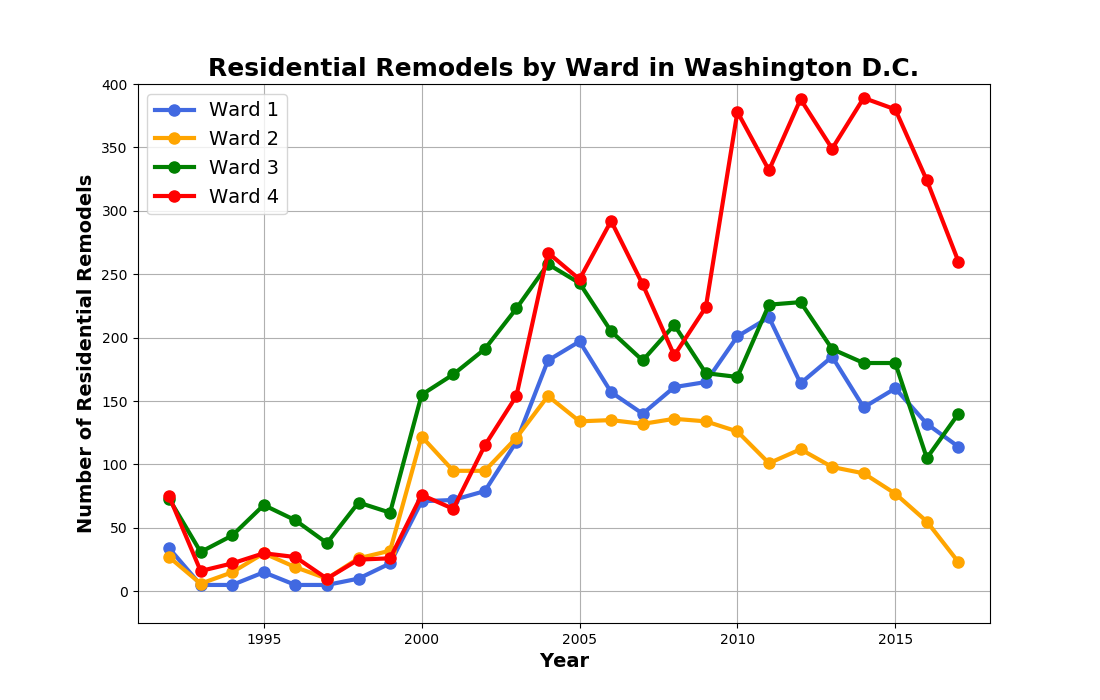 Residential Remodels by Ward in Washington D.C.
Ward 1
Ward 2
Ward 3
Ward 4
Number of Residential Remodels
400
350
300
250
200
150
100
50
0
1995
2000
2005
2010
2015
Year